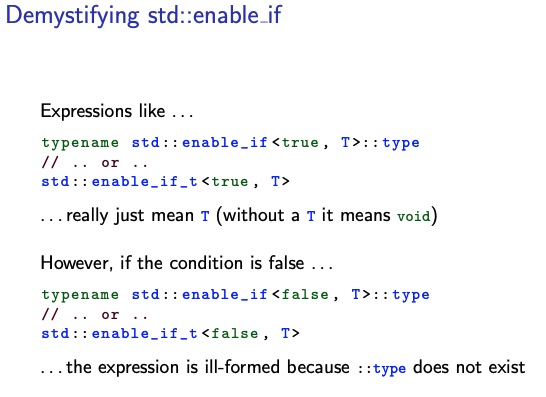 Demystifying std::enable_if
Expressions like ...
typename std::enable_if<true, T>::type
// .. or ..
std::enable_if_t<true, T>
...really just mean T (without a T it means void)
However, if the condition is false ...
typename std::enable_if<false, T>::type
// .. or ..
std::enable_if_t<false, T>
...the expression is ill-formed because ::type does not exist